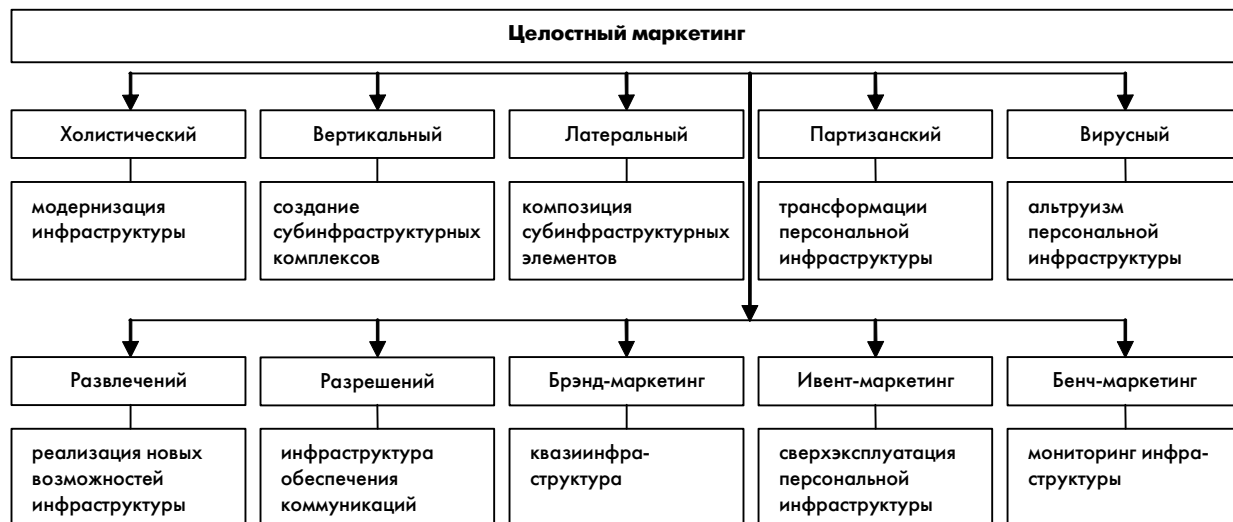 Целостный маркетинг
Холистический
Вертикальный
Латеральный
Партизанский
Вирусный
модернизация
инфраструктуры
создание
субинфраструктурных
комплексов
композиция
субинфраструктурных
элементов
трансформации
персональной
инфраструктуры
альтруизм
персональной
инфраструктуры
Развлечений
Разрешений
Брэнд-маркетинг
Ивент-маркетинг
Бенч-маркетинг
реализация новых
возможностей
инфраструктуры
инфраструктура
обеспечения
коммуникаций
квазиинфра-
структура
сверхэксплуатация
персональной
инфраструктуры
мониторинг инфра-
структуры